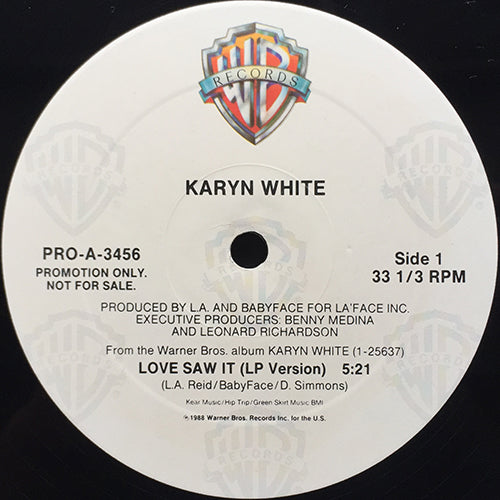 WB
RECORDS
KARYN WHITE
PRO-A-3456
PROMOTION ONLY.
NOT FOR SALE.
Side 1
33 1/3 RPM
PRODUCED BY L.A. AND BABYFACE FOR LA'FACE INC.
EXECUTIVE PRODUCERS: BENNY MEDINA
AND LEONARD RICHARDSON
From the Warner Bros. album KARYN WHITE (1-25637)
LOVE SAW IT (LP Version) 5:21
(L.A. Reid/BabyFace/D. Simmons)
Kear Music/Hip Trip/Green Skirt Music BMI
℗1988 Warner Bros. Records Inc. for the U.S.